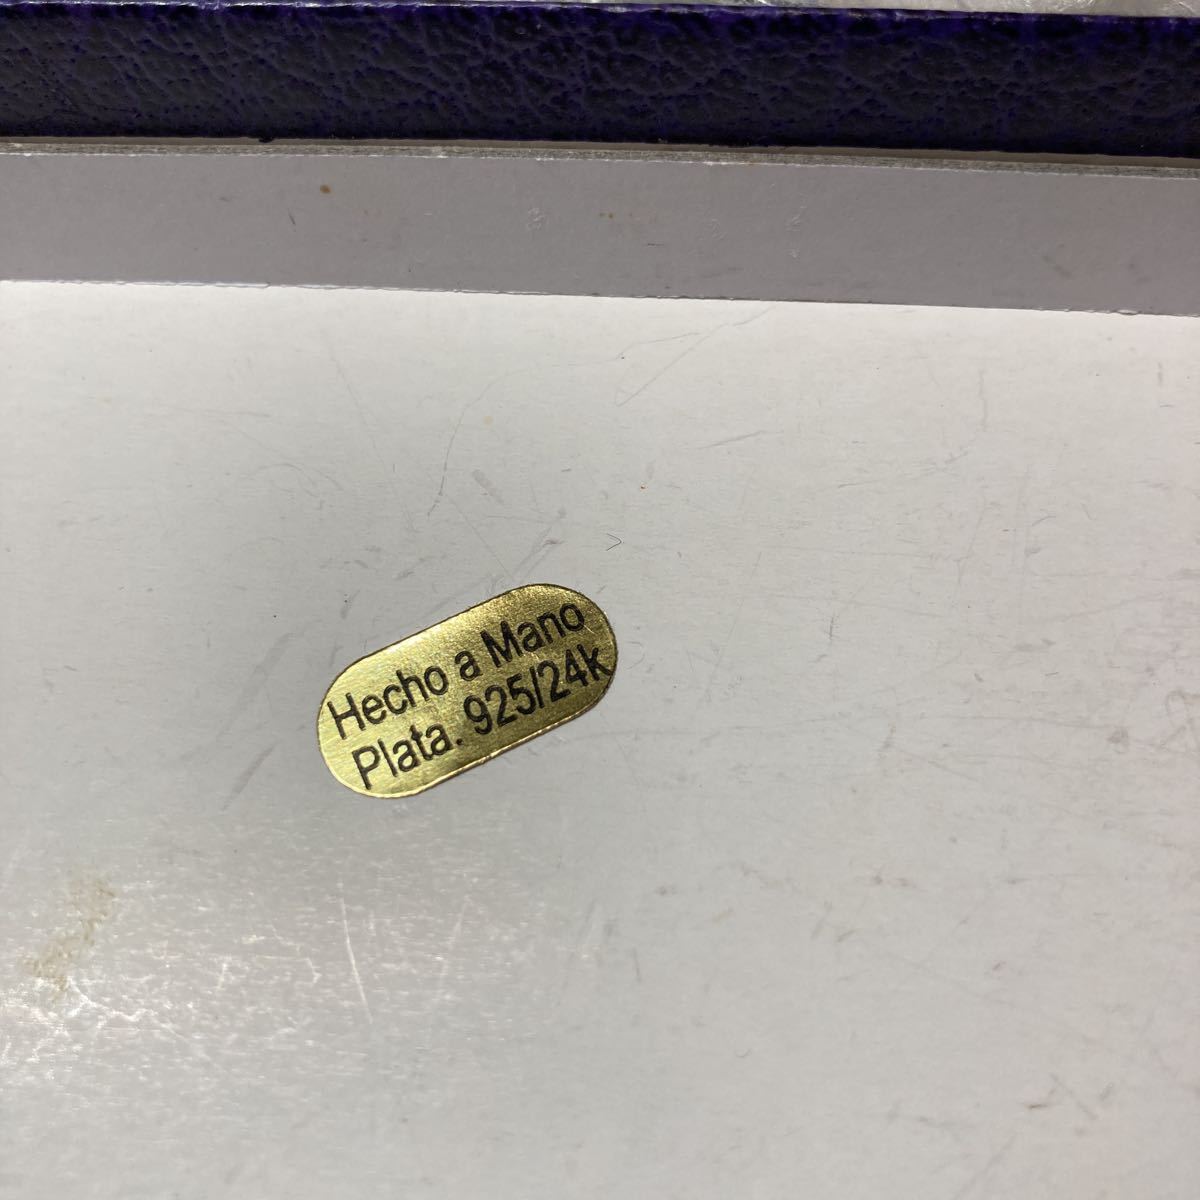 Hecho a Mano
Plata. 925/24k